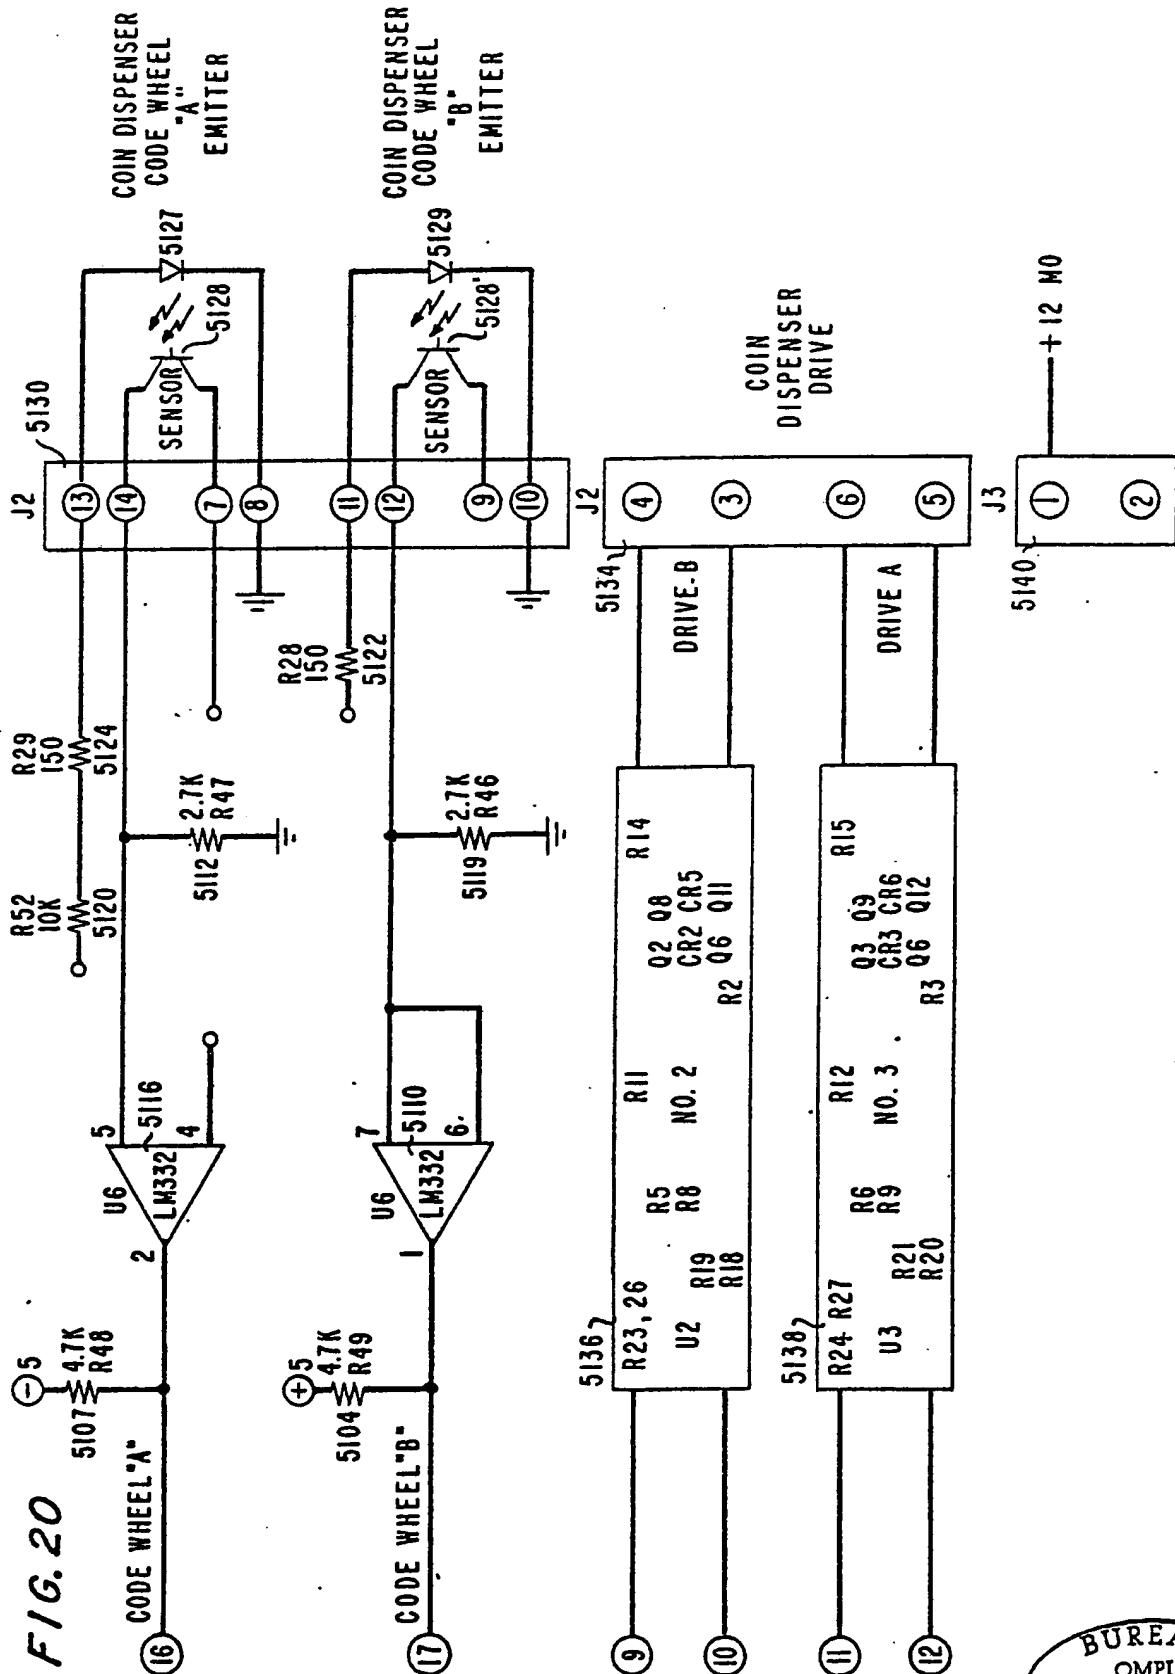 FIG. 20
COIN DISPENSER
CODE WHEEL
"A"
EMITTER
5127
5128
SENSOR
5130
J2
13
14
7
8
R29
150
5124
R52
10K
5120
5112
2.7K
R47
5116
5
4
U6
LM332
2
5
4.7K
R48
5107
CODE WHEEL "A"
16
COIN DISPENSER
CODE WHEEL
"B"
EMITTER
5129
5128'
SENSOR
11
12
9
10
R28
150
5122
5119
2.7K
R46
5110
7
6
U6
LM332
1
+ 5
4.7K
R49
5104
CODE WHEEL "B"
17
COIN
DISPENSER
DRIVE
J2
4
3
6
5
5134
DRIVE-B
DRIVE A
5136
R23, 26
U2
R19
R18
R5
R8
R11
NO. 2
R2
Q2 Q8
CR2 CR5
Q6 Q11
R14
9
10
5138
R24 R27
U3
R21
R20
R6
R9
R12
NO. 3
R3
Q3 Q9
CR3 CR6
Q6 Q12
R15
11
12
J3
1
2
5140
+12 MO
BUREA
OMPI